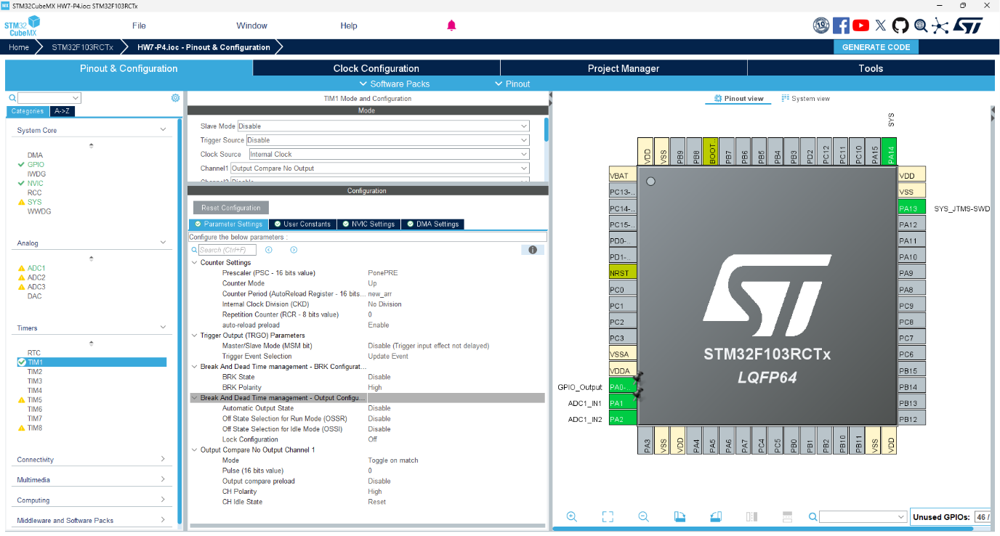 MX STM32CubeMX HW7-P4.ioc: STM32F103RCTx
STM32
CubeMX
File Window Help
10
ST
Home STM32F103RCTx HW7-P4.ioc - Pinout & Configuration GENERATE CODE
Pinout & Configuration Clock Configuration Project Manager Tools
Software Packs Pinout
Categories A->Z
System Core
DMA
GPIO
IWDG
NVIC
RCC
SYS
WWDG
Analog
ADC1
ADC2
ADC3
DAC
Timers
RTC
TIM1
TIM2
TIM3
TIM4
TIM5
TIM6
TIM7
TIM8
Connectivity
Multimedia
Computing
Middleware and Software Packs
TIM1 Mode and Configuration
Mode
Slave Mode Disable
Trigger Source Disable
Clock Source Internal Clock
Channel1 Output Compare No Output
Channel2 Disable
Configuration
Reset Configuration
Parameter Settings User Constants NVIC Settings DMA Settings
Configure the below parameters :
Search (Ctrl+F)
Counter Settings
Prescaler (PSC - 16 bits value) PonePRE
Counter Mode Up
Counter Period (AutoReload Register - 16 bits... new_arr
Internal Clock Division (CKD) No Division
Repetition Counter (RCR - 8 bits value) 0
auto-reload preload Enable
Trigger Output (TRGO) Parameters
Master/Slave Mode (MSM bit) Disable (Trigger input effect not delayed)
Trigger Event Selection Update Event
Break And Dead Time management - BRK Configurat...
BRK State Disable
BRK Polarity High
Break And Dead Time management - Output Configu...
Automatic Output State Disable
Off State Selection for Run Mode (OSSR) Disable
Off State Selection for Idle Mode (OSSI) Disable
Lock Configuration Off
Output Compare No Output Channel 1
Mode Toggle on match
Pulse (16 bits value) 0
Output compare preload Disable
CH Polarity High
CH Idle State Reset
Pinout view System view
SYS
VDD VSS PB9 PB8 BOOT... PB7 PB6 PB5 PB4 PB3 PD2 PC12 PC11 PC10 PA15 PA14
VBAT
PC13-..
PC14-..
PC15-..
PD0-..
PD1-..
NRST
PC0
PC1
PC2
PC3
VSSA
VDDA
GPIO_Output PA0-..
ADC1_IN1 PA1
ADC1_IN2 PA2
ST
STM32F103RCTx
LQFP64
VDD
VSS
PA13 SYS_JTMS-SWD
PA12
PA11
PA10
PA9
PA8
PC9
PC8
PC7
PC6
PB15
PB14
PB13
PB12
PA3 VSS VDD PA4 PA5 PA6 PA7 PC4 PC5 PB0 PB1 PB2 PB10 PB11 VSS VDD
Unused GPIOs: 46 /